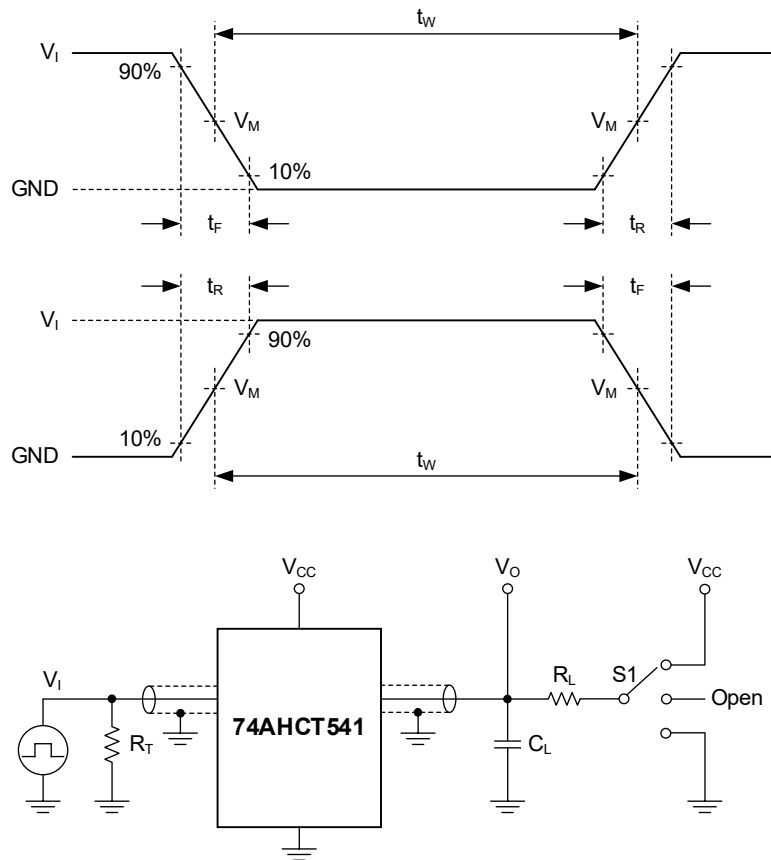 t_W
V_I
90%
V_M
V_M
10%
GND
t_F
t_R
t_R
t_F
V_I
90%
V_M
V_M
10%
GND
t_W
V_CC
V_O
V_CC
V_I
R_L
S1
Open
R_T
74AHCT541
C_L